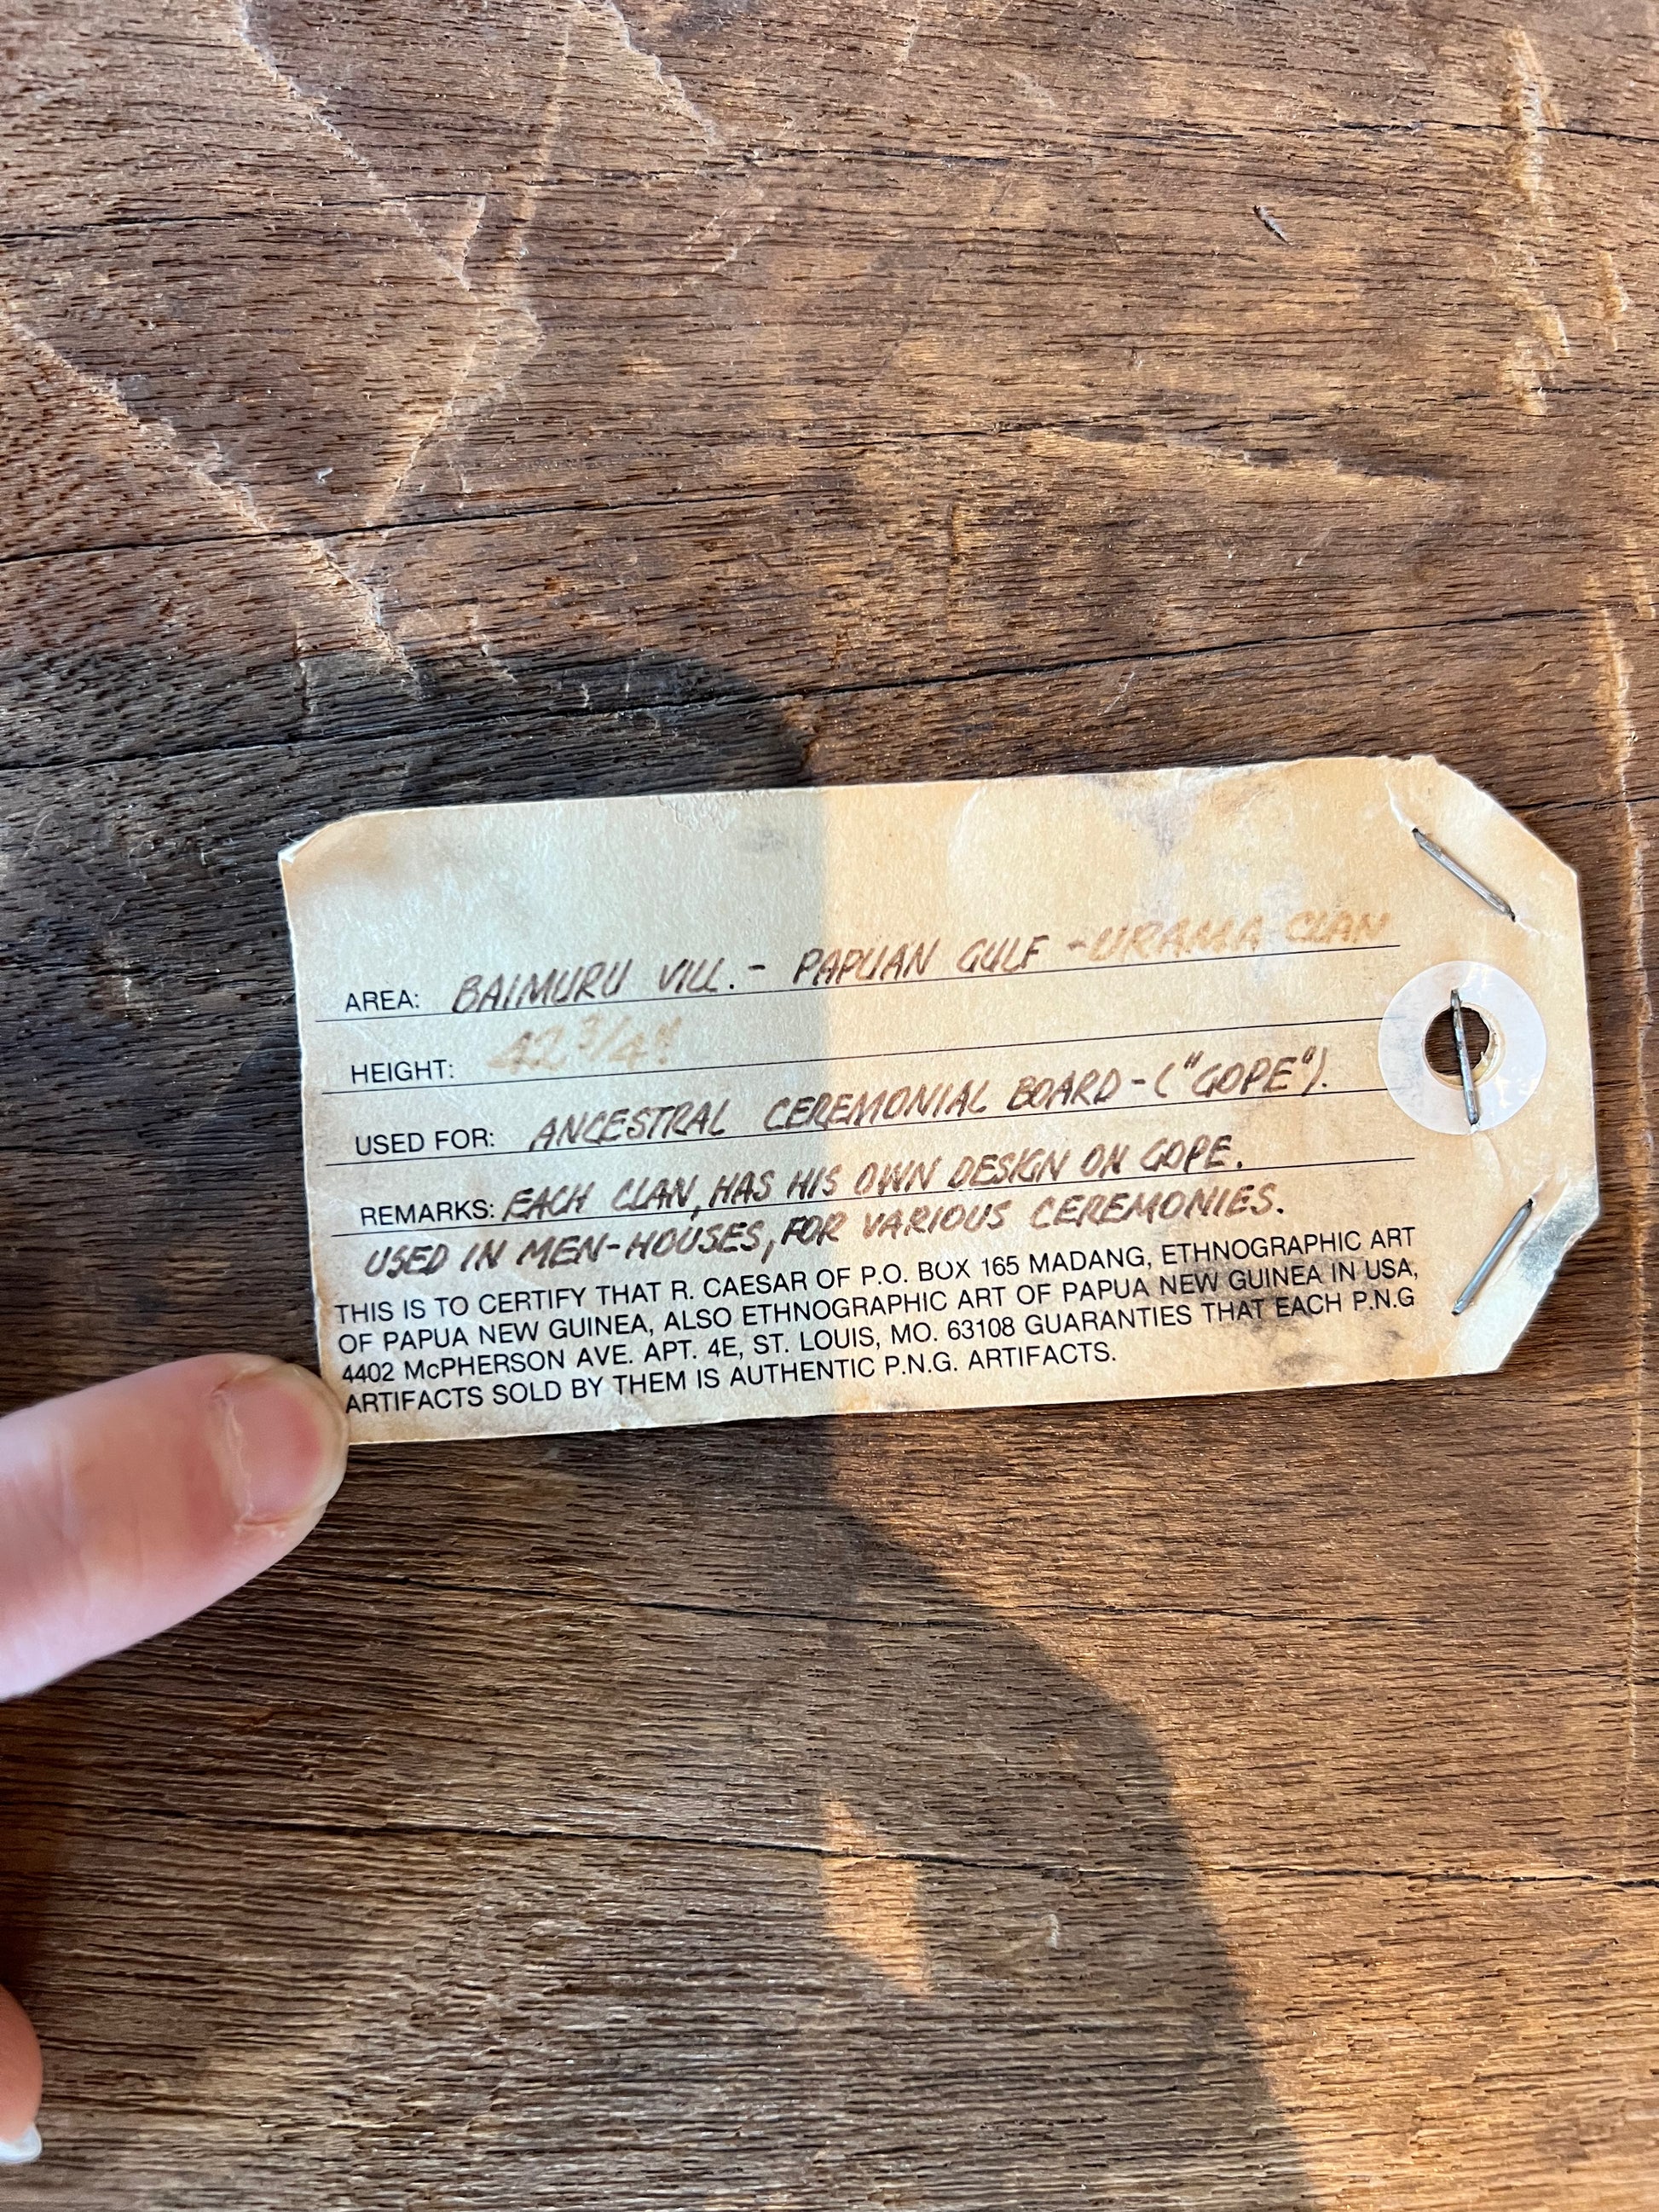 AREA: BAIMURU VILL. - PAPUAN GULF - URAMA CLAN
HEIGHT: 42 3/4"
USED FOR: ANCESTRAL CEREMONIAL BOARD - ("GOPE").
REMARKS: EACH CLAN, HAS HIS OWN DESIGN ON GOPE.
USED IN MEN-HOUSES, FOR VARIOUS CEREMONIES.
THIS IS TO CERTIFY THAT R. CAESAR OF P.O. BOX 165 MADANG, ETHNOGRAPHIC ART
OF PAPUA NEW GUINEA, ALSO ETHNOGRAPHIC ART OF PAPUA NEW GUINEA IN USA,
4402 McPHERSON AVE. APT. 4E, ST. LOUIS, MO. 63108 GUARANTIES THAT EACH P.N.G
ARTIFACTS SOLD BY THEM IS AUTHENTIC P.N.G. ARTIFACTS.